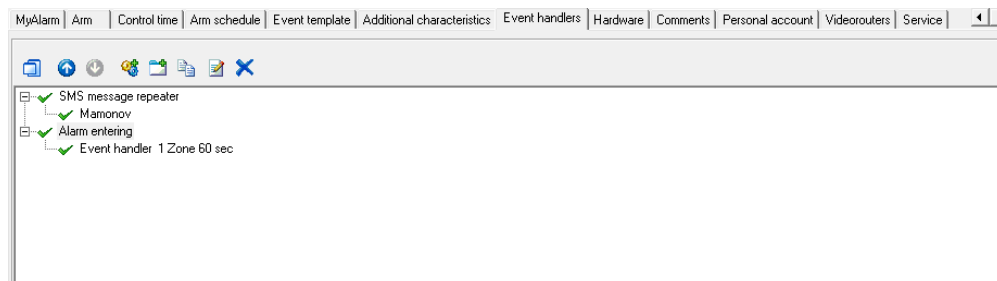 MyAlarm Arm Control time Arm schedule Event template Additional characteristics Event handlers Hardware Comments Personal account Videorouters Service
SMS message repeater
Mamonov
Alarm entering
Event handler 1 Zone 60 sec